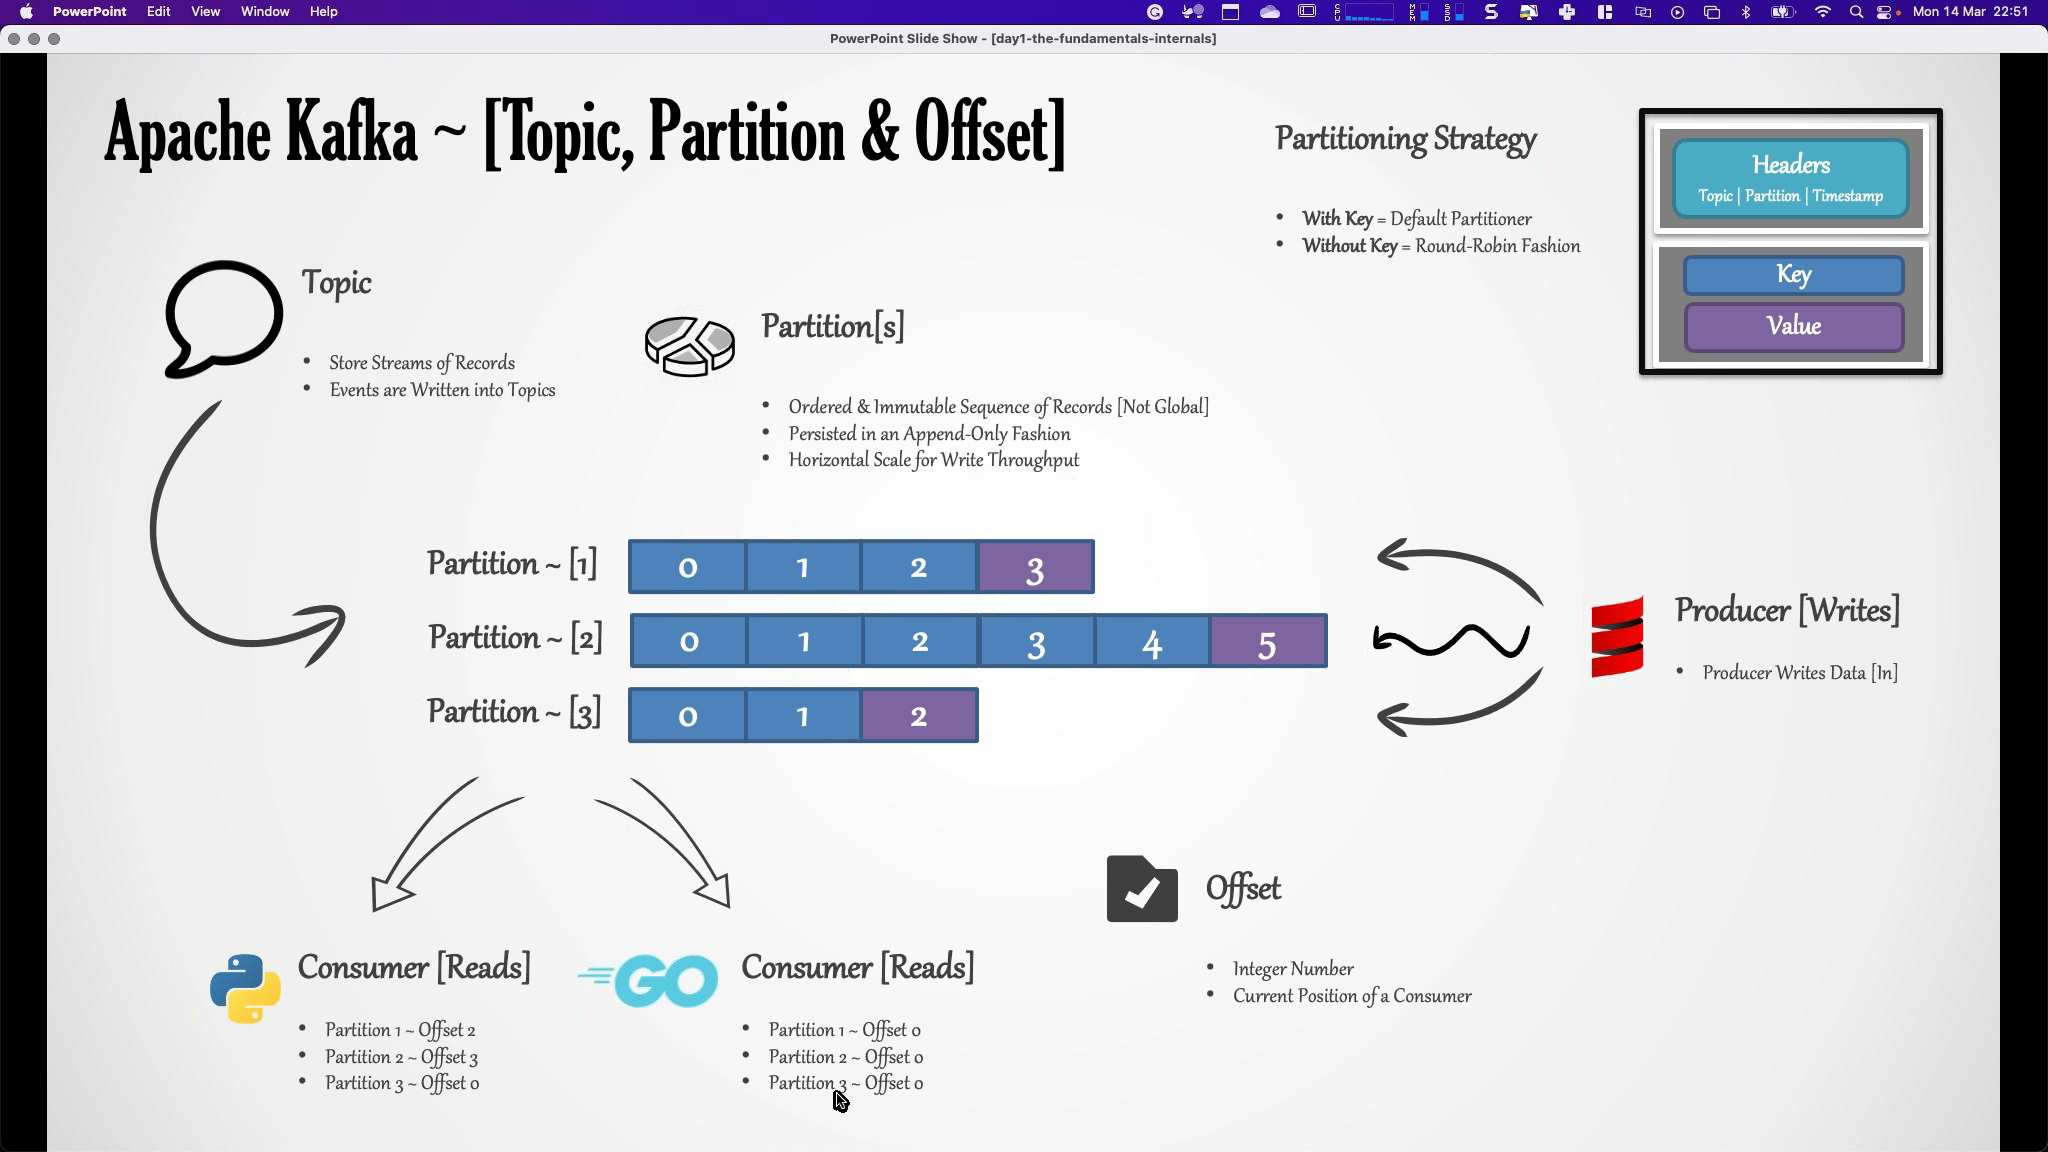 PowerPoint Edit View Window Help
CPU MEM SSD Mon 14 Mar 22:51
PowerPoint Slide Show - [day1-the-fundamentals-internals]
Apache Kafka ~ [Topic, Partition & Offset]
Partitioning Strategy
With Key = Default Partitioner
Without Key = Round-Robin Fashion
Headers
Topic | Partition | Timestamp
Key
Value
Topic
Store Streams of Records
Events are Written into Topics
Partition[s]
Ordered & Immutable Sequence of Records [Not Global]
Persisted in an Append-Only Fashion
Horizontal Scale for Write Throughput
Partition ~ [1] 0 1 2 3
Partition ~ [2] 0 1 2 3 4 5
Partition ~ [3] 0 1 2
Producer [Writes]
Producer Writes Data [In]
Consumer [Reads]
Partition 1 ~ Offset 2
Partition 2 ~ Offset 3
Partition 3 ~ Offset 0
GO
Consumer [Reads]
Partition 1 ~ Offset 0
Partition 2 ~ Offset 0
Partition 3 ~ Offset 0
Offset
Integer Number
Current Position of a Consumer